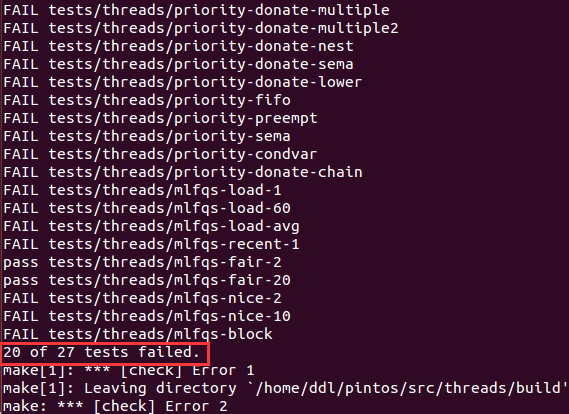 FAIL tests/threads/priority-donate-multiple
FAIL tests/threads/priority-donate-multiple2
FAIL tests/threads/priority-donate-nest
FAIL tests/threads/priority-donate-sema
FAIL tests/threads/priority-donate-lower
FAIL tests/threads/priority-fifo
FAIL tests/threads/priority-preempt
FAIL tests/threads/priority-sema
FAIL tests/threads/priority-condvar
FAIL tests/threads/priority-donate-chain
FAIL tests/threads/mlfqs-load-1
FAIL tests/threads/mlfqs-load-60
FAIL tests/threads/mlfqs-load-avg
FAIL tests/threads/mlfqs-recent-1
pass tests/threads/mlfqs-fair-2
pass tests/threads/mlfqs-fair-20
FAIL tests/threads/mlfqs-nice-2
FAIL tests/threads/mlfqs-nice-10
FAIL tests/threads/mlfqs-block
20 of 27 tests failed.
make[1]: *** [check] Error 1
make[1]: Leaving directory `/home/ddl/pintos/src/threads/build'
make: *** [check] Error 2